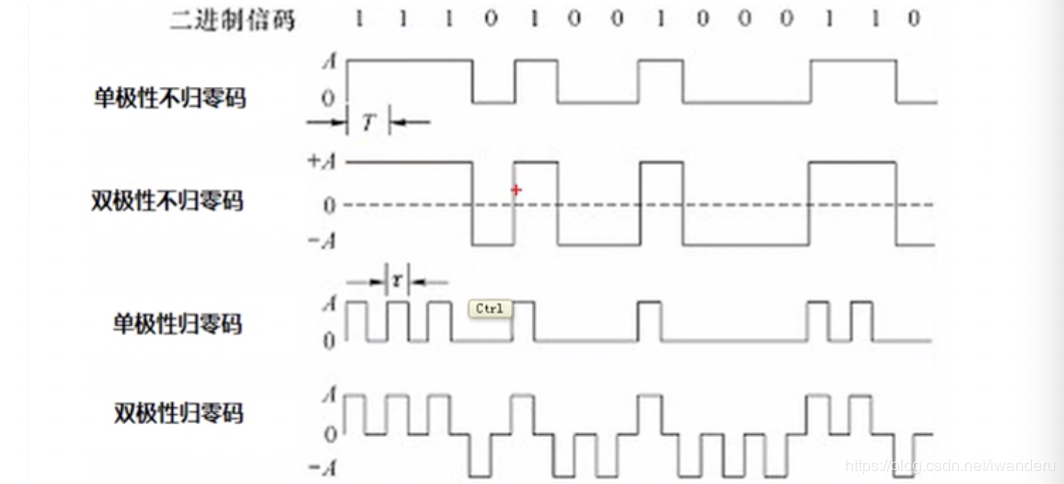 二进制信码 1 1 1 0 1 0 0 1 0 0 0 1 1 0
A
单极性不归零码
0
T
+A
双极性不归零码 0
-A
τ
A
Ctrl
单极性归零码
0
A
双极性归零码
0
-A
https://blog.csdn.net/iwanderu